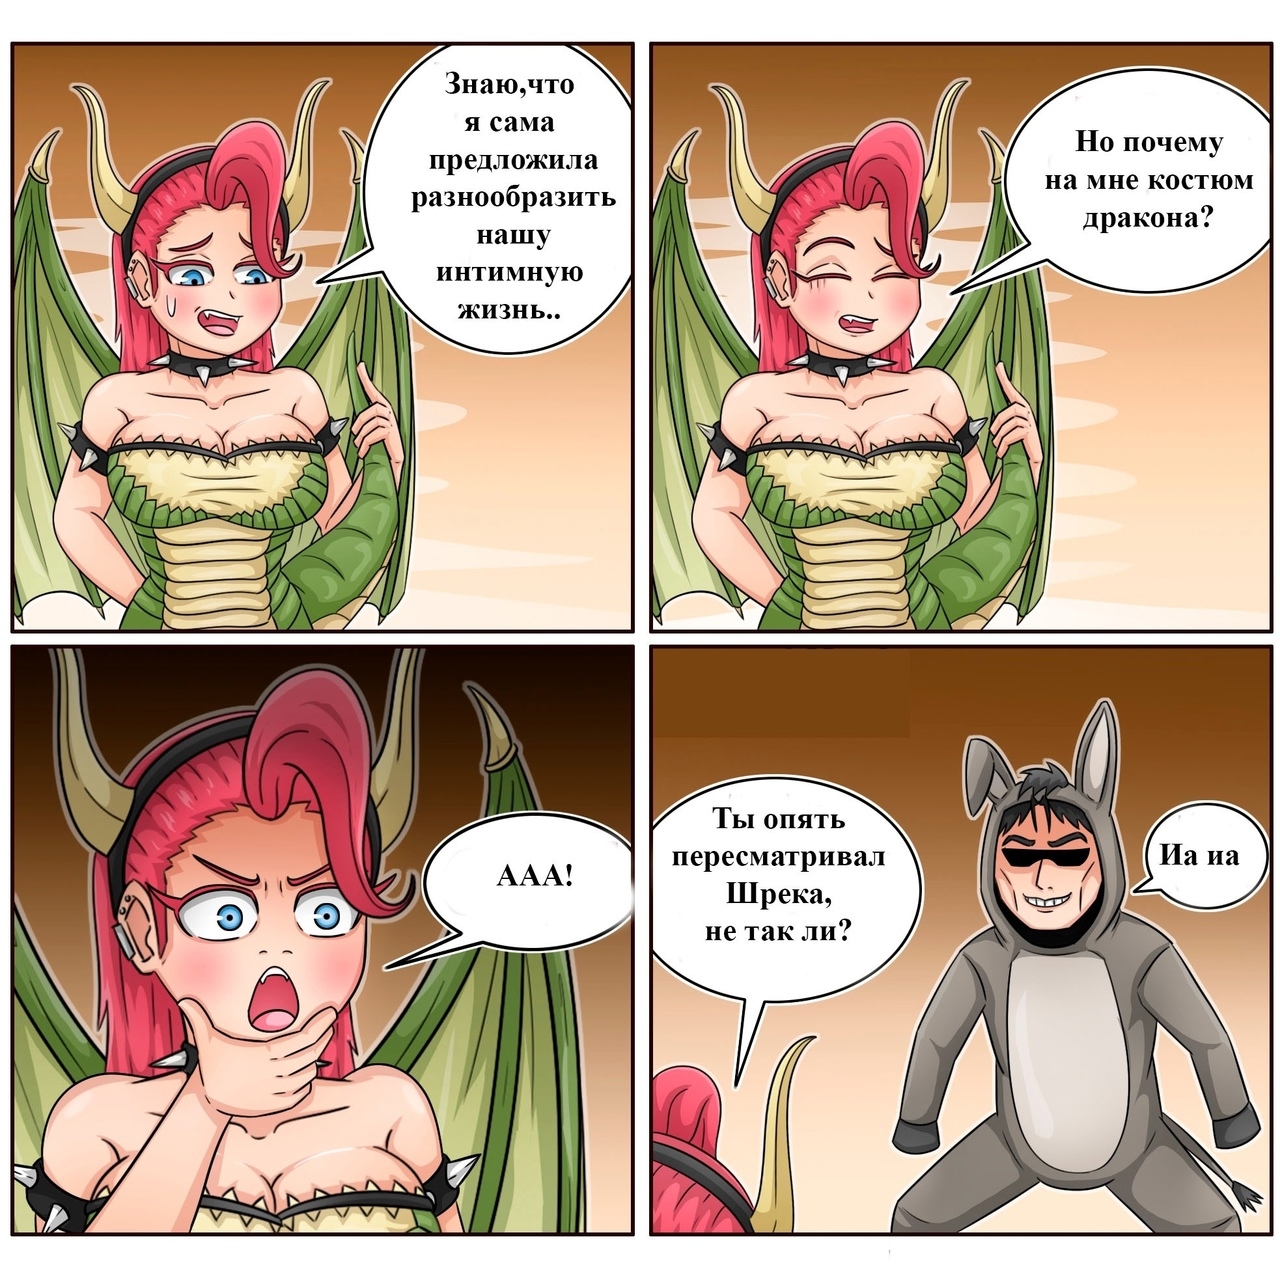 Знаю,что
я сама
предложила
разнообразить
нашу
интимную
жизнь..
Но почему
на мне костюм
дракона?
ААА!
Ты опять
пересматривал
Шрека,
не так ли?
Иа иа